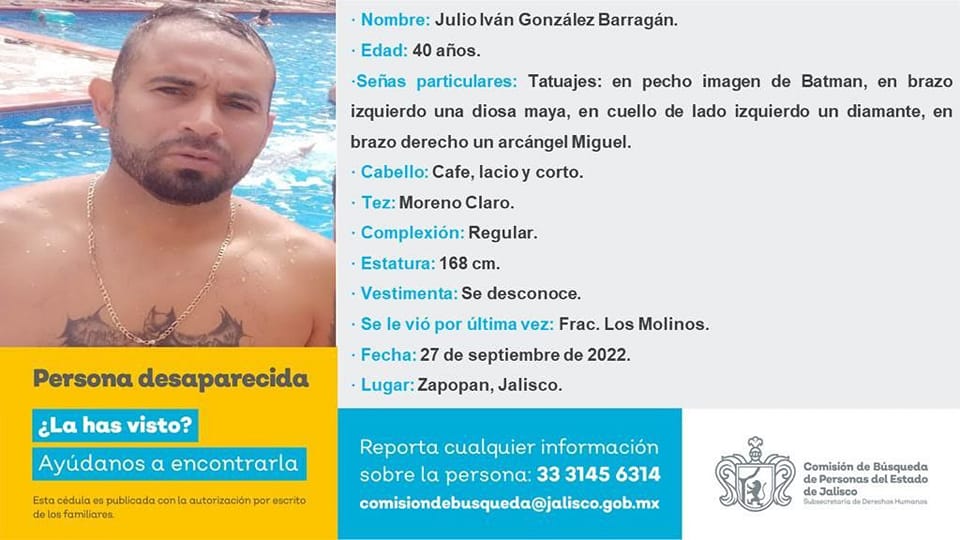 · Nombre: Julio Iván González Barragán.
· Edad: 40 años.
·Señas particulares: Tatuajes: en pecho imagen de Batman, en brazo
izquierdo una diosa maya, en cuello de lado izquierdo un diamante, en
brazo derecho un arcángel Miguel.
· Cabello: Cafe, lacio y corto.
· Tez: Moreno Claro.
· Complexión: Regular.
· Estatura: 168 cm.
· Vestimenta: Se desconoce.
· Se le vió por última vez: Frac. Los Molinos.
· Fecha: 27 de septiembre de 2022.
· Lugar: Zapopan, Jalisco.
Persona desaparecida
¿La has visto?
Ayúdanos a encontrarla
Esta cédula es publicada con la autorización por escrito
de los familiares.
Reporta cualquier información
sobre la persona: 33 3145 6314
comisiondebusqueda@jalisco.gob.mx
Comisión de Búsqueda
de Personas del Estado
de Jalisco
Subsecretaría de Derechos Humanos